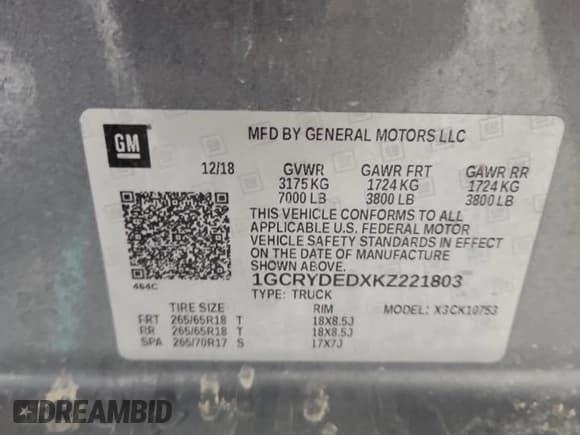 GM
MFD BY GENERAL MOTORS LLC
12/18 GVWR GAWR FRT GAWR RR
3175 KG 1724 KG 1724 KG
7000 LB 3800 LB 3800 LB
THIS VEHICLE CONFORMS TO ALL
APPLICABLE U.S. FEDERAL MOTOR
VEHICLE SAFETY STANDARDS IN EFFECT
ON THE DATE OF MANUFACTURE
SHOWN ABOVE.
464C
1GCRYDEDXKZ221803
TYPE: TRUCK
MODEL: X3CK10753
TIRE SIZE RIM
FRT 265/65R18 T 18X8.5J
RR 265/65R18 T 18X8.5J
SPA 265/70R17 S 17X7J
DREAMBID